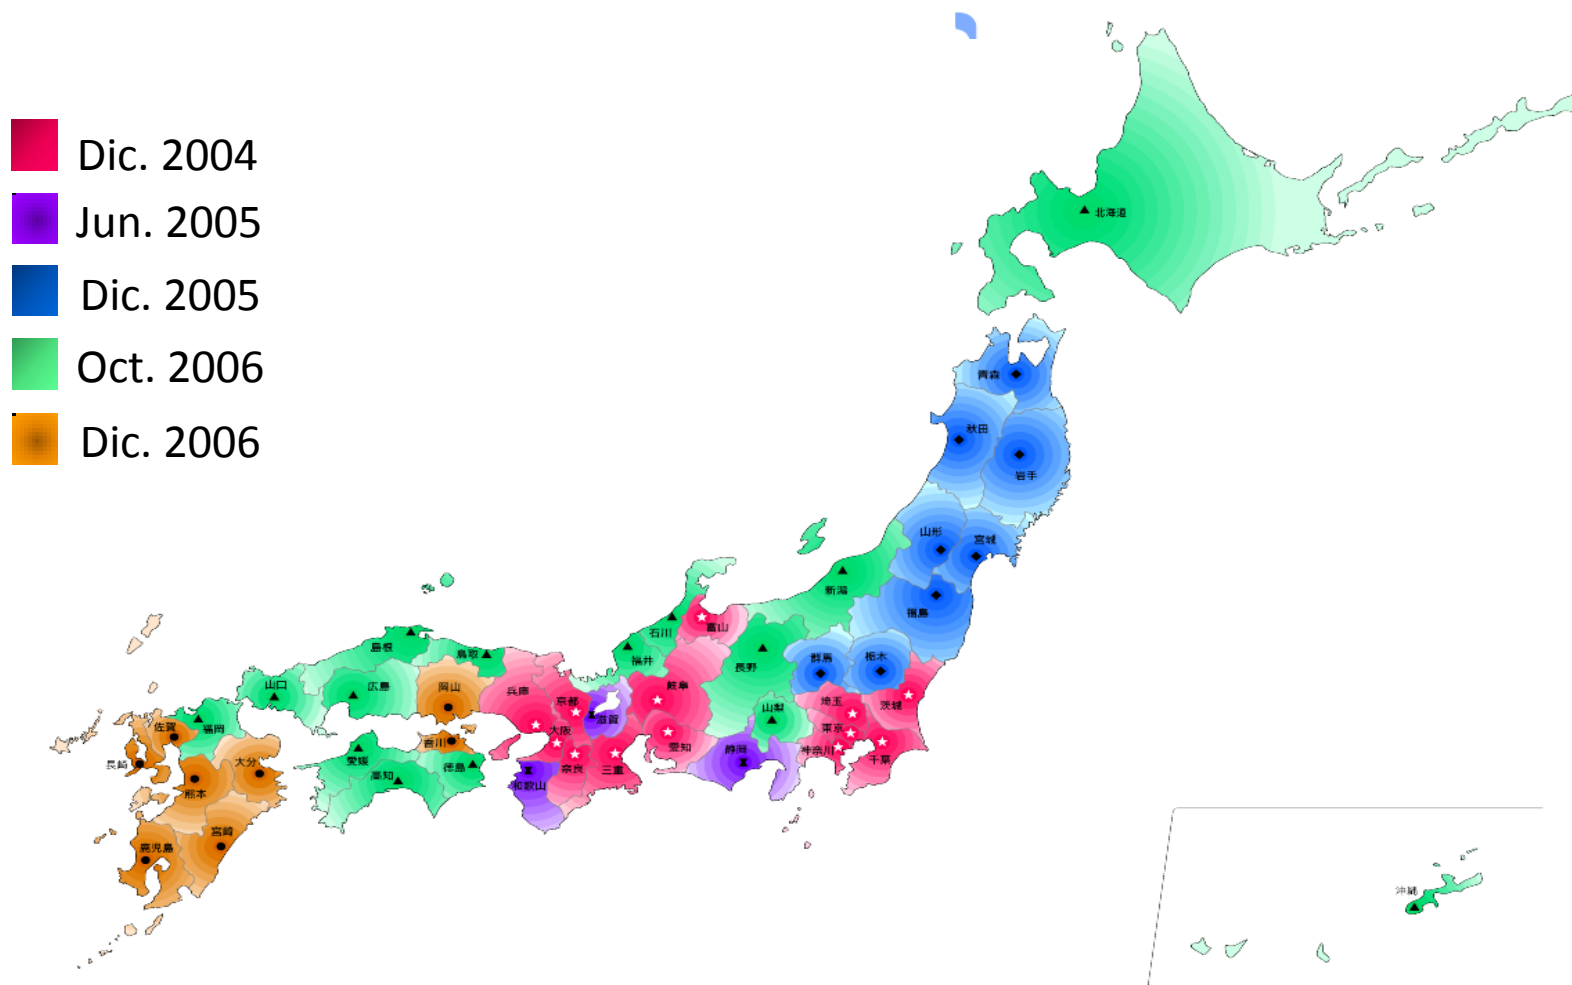 Dic. 2004
Jun. 2005
Dic. 2005
Oct. 2006
Dic. 2006
北海道
青森
秋田
岩手
山形
宮城
新潟
福島
石川
富山
福井
長野
群馬
栃木
島根
鳥取
山口
広島
岡山
兵庫
京都
滋賀
岐阜
山梨
埼玉
茨城
佐賀
福岡
香川
大阪
愛知
東京
神奈川
千葉
長崎
大分
愛媛
高知
徳島
奈良
三重
静岡
熊本
和歌山
宮崎
鹿児島
沖縄